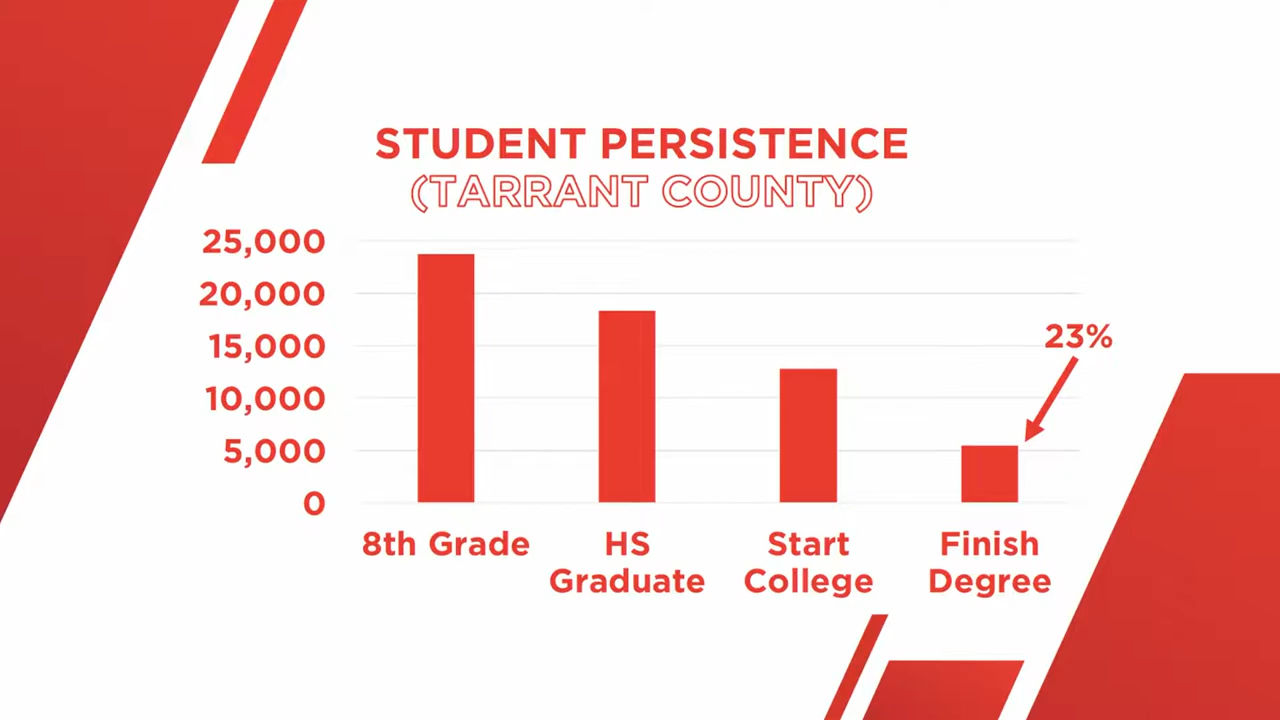 STUDENT PERSISTENCE
(TARRANT COUNTY)
25,000
20,000
15,000
10,000
5,000
0
23%
8th Grade
HS
Graduate
Start
College
Finish
Degree